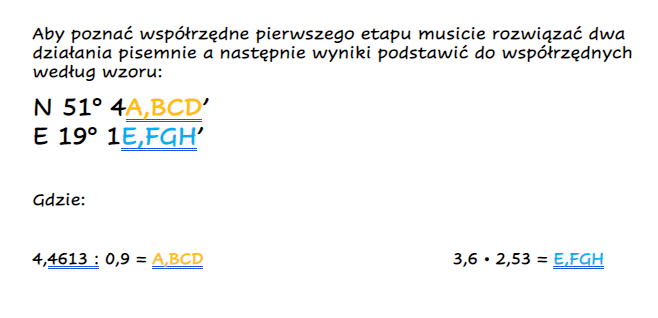 Aby poznać współrzędne pierwszego etapu musicie rozwiązać dwa
działania pisemnie a następnie wyniki podstawić do współrzędnych
według wzoru:
N 51° 4A,BCD’
E 19° 1E,FGH’
Gdzie:
4,4613 : 0,9 = A,BCD
3,6 • 2,53 = E,FGH